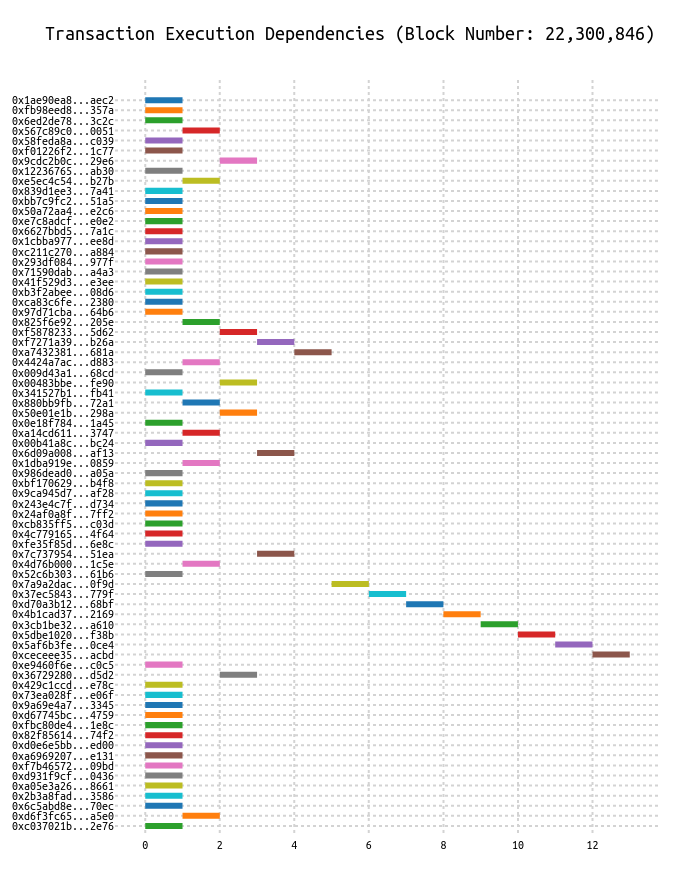 Transaction Execution Dependencies (Block Number: 22,300,846)
0x1ae90ea8...aec2
0xfb98eed8...357a
0x6ed2de78...3c2c
0x567c89c0...0051
0x58feda8a...c039
0xf01226f2...1c77
0x9cdc2b0c...29e6
0x12236765...ab30
0xe5ec4c54...b27b
0x839d1ee3...7a41
0xbb7c9fc2...51a5
0x50a72aa4...e2c6
0xe7c8adcf...e0e2
0x6627bbd5...7a1c
0x1cbba977...ee8d
0xc211c270...a884
0x293df084...977f
0x71590dab...a4a3
0x41f529d3...e3ee
0xb3f2abee...08d6
0xca83c6fe...2380
0x97d71cba...64b6
0x825f6e92...205e
0xf5878233...5d62
0xf7271a39...b26a
0xa7432381...681a
0x4424a7ac...d883
0x009d43a1...68cd
0x00483bbe...fe90
0x341527b1...fb41
0x880bb9fb...72a1
0x50e01e1b...298a
0x0e18f784...1a45
0xa14cd611...3747
0x00b41a8c...bc24
0x6d09a008...af13
0x1dba919e...0859
0x986dead0...a05a
0xbf170629...b4f8
0x9ca945d7...af28
0x243e4c7f...d734
0x24af0a8f...7ff2
0xcb835ff5...c03d
0x4c779165...4f64
0xfe35f85d...6e8c
0x7c737954...51ea
0x4d76b000...1c5e
0x52c6b303...61b6
0x7a9a2dac...0f9d
0x37ec5843...779f
0xd70a3b12...68bf
0x4b1cad37...2169
0x3cb1be32...a610
0x5dbe1020...f38b
0x5af6b3fe...0ce4
0xceceee35...acbd
0xe9460f6e...c0c5
0x36729280...d5d2
0x429c1ccd...e78c
0x73ea028f...e06f
0x9a69e4a7...3345
0xd67745bc...4759
0xfbc80de4...1e8c
0x82f85614...74f2
0xd0e6e5bb...ed00
0xa6969207...e131
0xf7b46572...09bd
0xd931f9cf...0436
0xa05e3a26...8661
0x2b3a8fad...3586
0x6c5abd8e...70ec
0xd6f3fc65...a5e0
0xc037021b...2e76
0 2 4 6 8 10 12